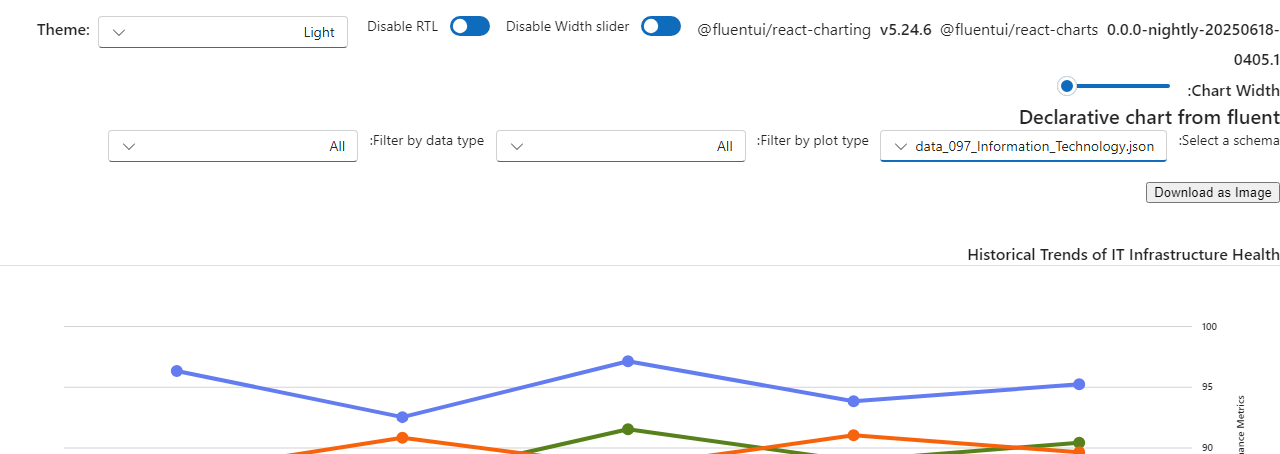 Theme: Light Disable RTL Disable Width slider @fluentui/react-charting v5.24.6 @fluentui/react-charts 0.0.0-nightly-20250618-
0405.1
:Chart Width
Declarative chart from fluent
All :Filter by data type All :Filter by plot type data_097_Information_Technology.json :Select a schema
Download as Image
Historical Trends of IT Infrastructure Health
100
95
90
Metrics